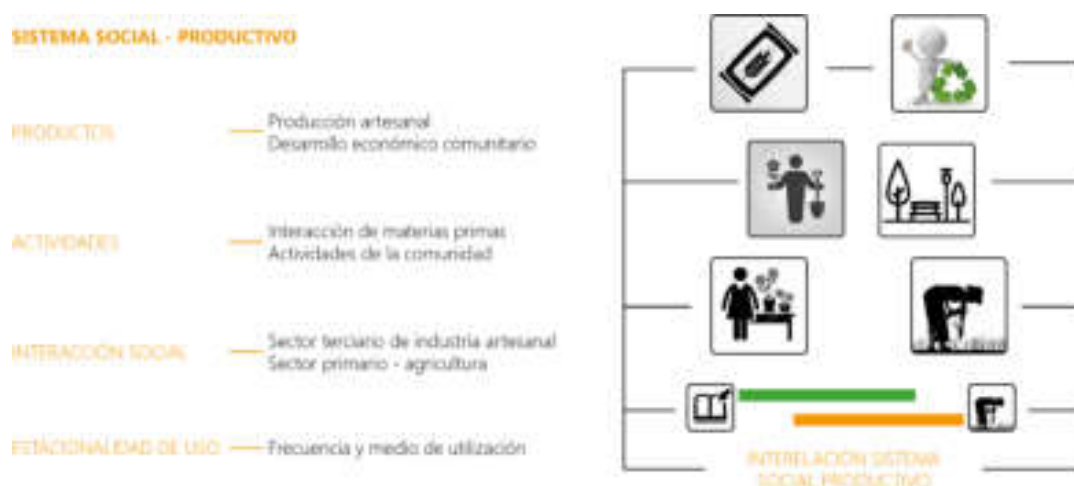 SISTEMA SOCIAL - PRODUCTIVO
PRODUCTOS
Producción artesanal
Desarrollo económico comunitario
ACTIVIDADES
Interacción de materias primas
Actividades de la comunidad
INTERACCIÓN SOCIAL
Sector terciario de industria artesanal
Sector primario - agricultura
ESTACIONALIDAD DE USO
Frecuencia y medio de utilización
INTERELACIÓN SISTEMA
SOCIAL PRODUCTIVO